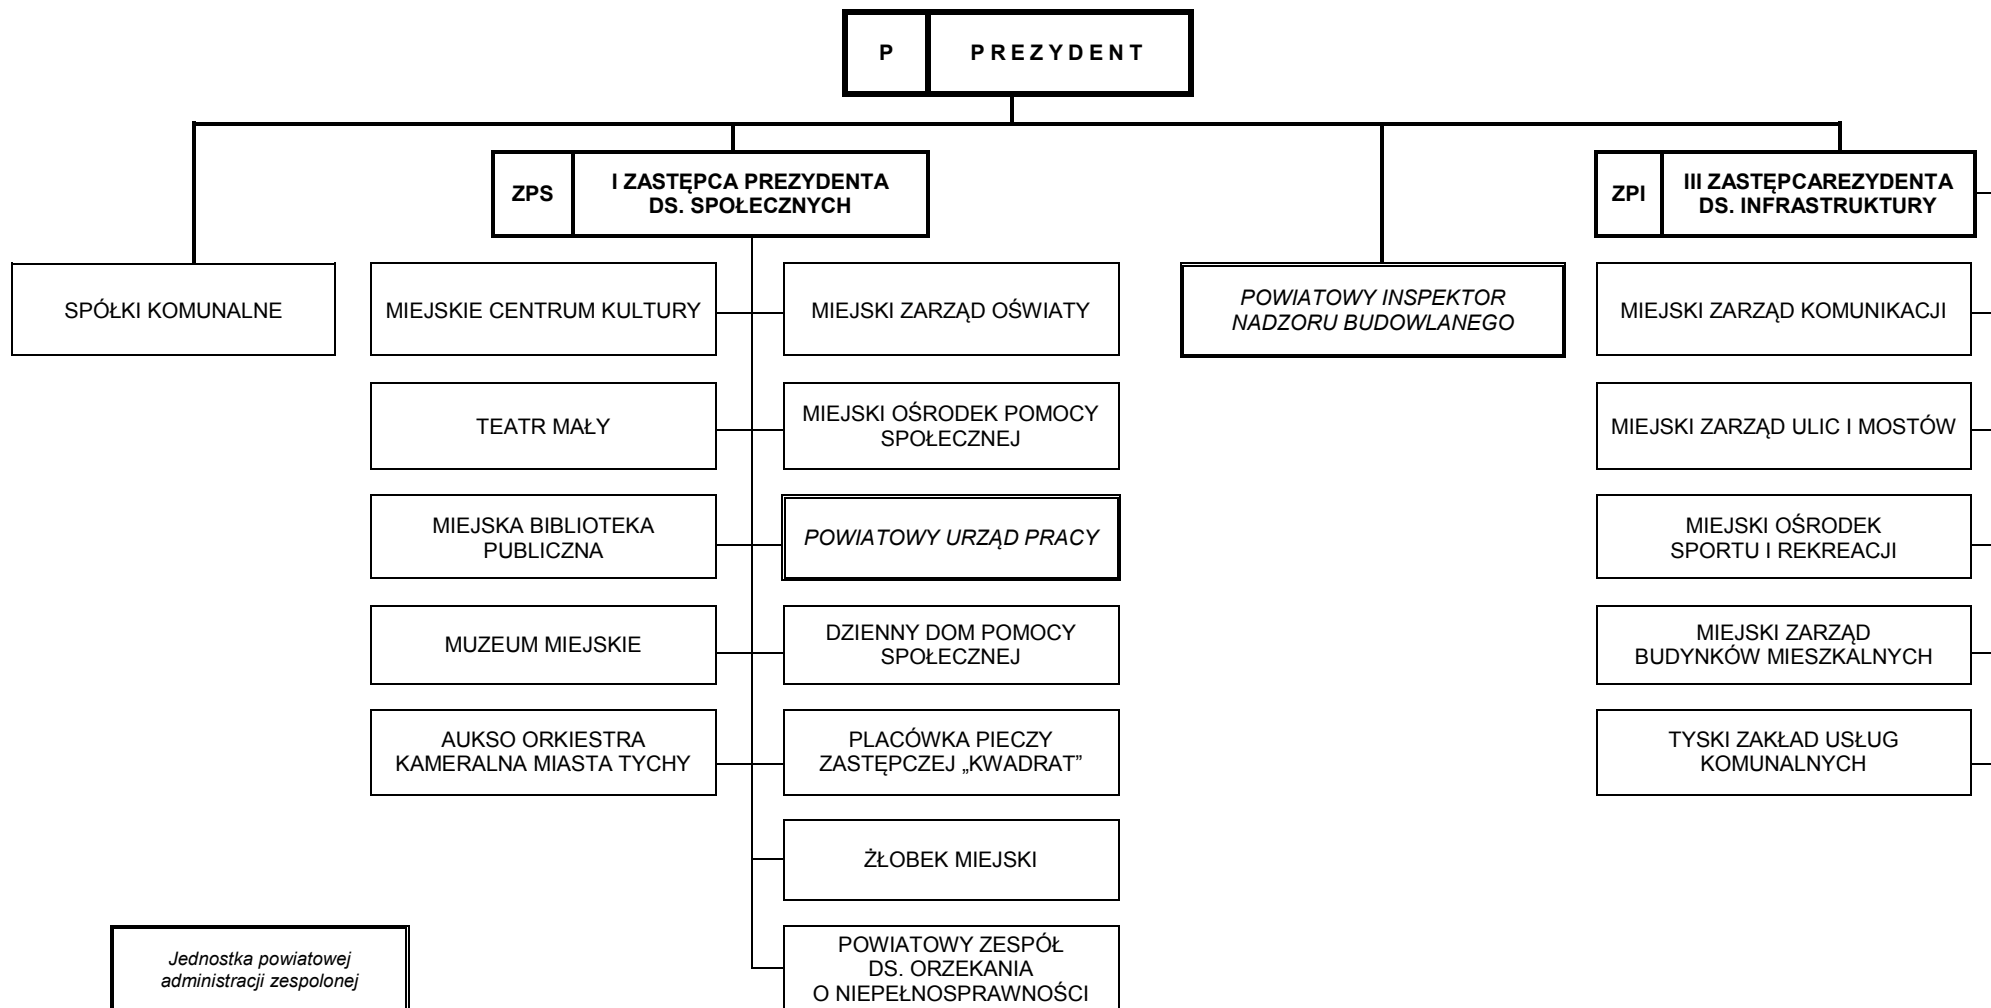 P
PREZYDENT
ZPS
I ZASTĘPCA PREZYDENTA
DS. SPOŁECZNYCH
ZPI
III ZASTĘPCAREZYDENTA
DS. INFRASTRUKTURY
SPÓŁKI KOMUNALNE
MIEJSKIE CENTRUM KULTURY
MIEJSKI ZARZĄD OŚWIATY
POWIATOWY INSPEKTOR
NADZORU BUDOWLANEGO
MIEJSKI ZARZĄD KOMUNIKACJI
TEATR MAŁY
MIEJSKI OŚRODEK POMOCY
SPOŁECZNEJ
MIEJSKI ZARZĄD ULIC I MOSTÓW
MIEJSKA BIBLIOTEKA
PUBLICZNA
POWIATOWY URZĄD PRACY
MIEJSKI OŚRODEK
SPORTU I REKREACJI
MUZEUM MIEJSKIE
DZIENNY DOM POMOCY
SPOŁECZNEJ
MIEJSKI ZARZĄD
BUDYNKÓW MIESZKALNYCH
AUKSO ORKIESTRA
KAMERALNA MIASTA TYCHY
PLACÓWKA PIECZY
ZASTĘPCZEJ „KWADRAT”
TYSKI ZAKŁAD USŁUG
KOMUNALNYCH
ŻŁOBEK MIEJSKI
POWIATOWY ZESPÓŁ
DS. ORZEKANIA
O NIEPEŁNOSPRAWNOŚCI
Jednostka powiatowej
administracji zespolonej